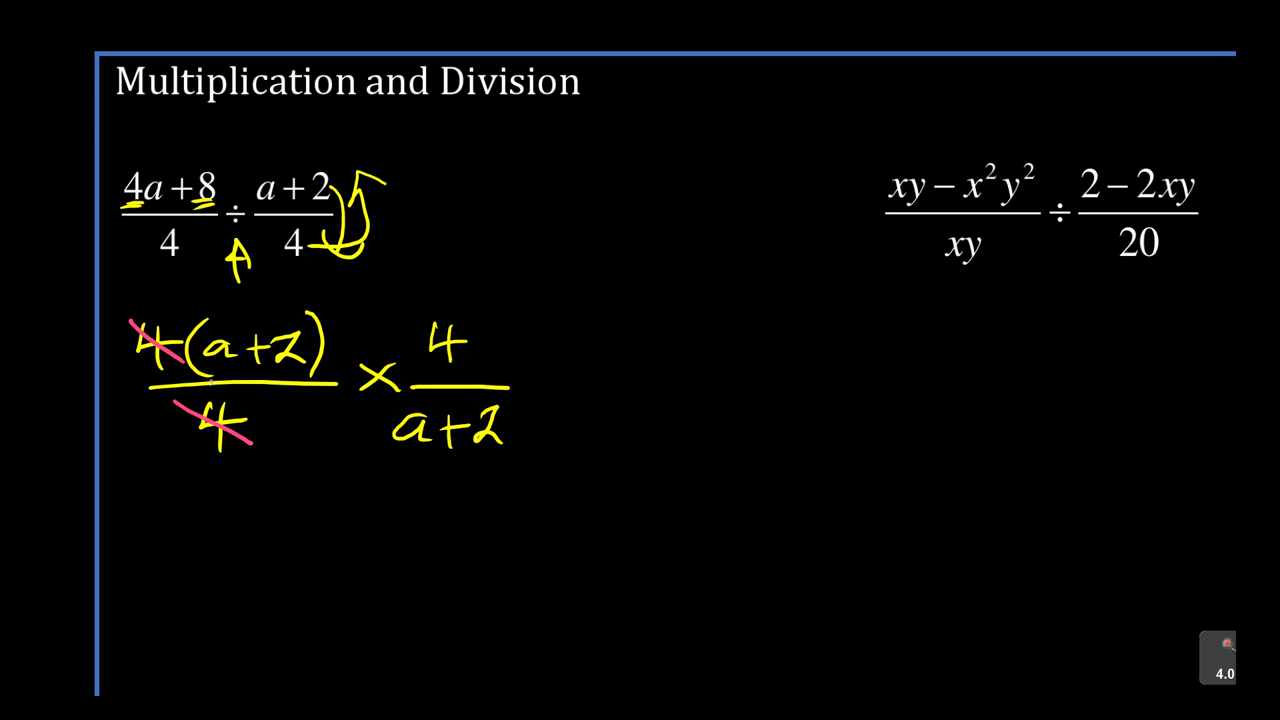 Multiplication and Division
(4a+8)/4 ÷ (a+2)/4
4(a+2)/4 × 4/(a+2)
(xy − x²y²)/xy ÷ (2 − 2xy)/20
4.0